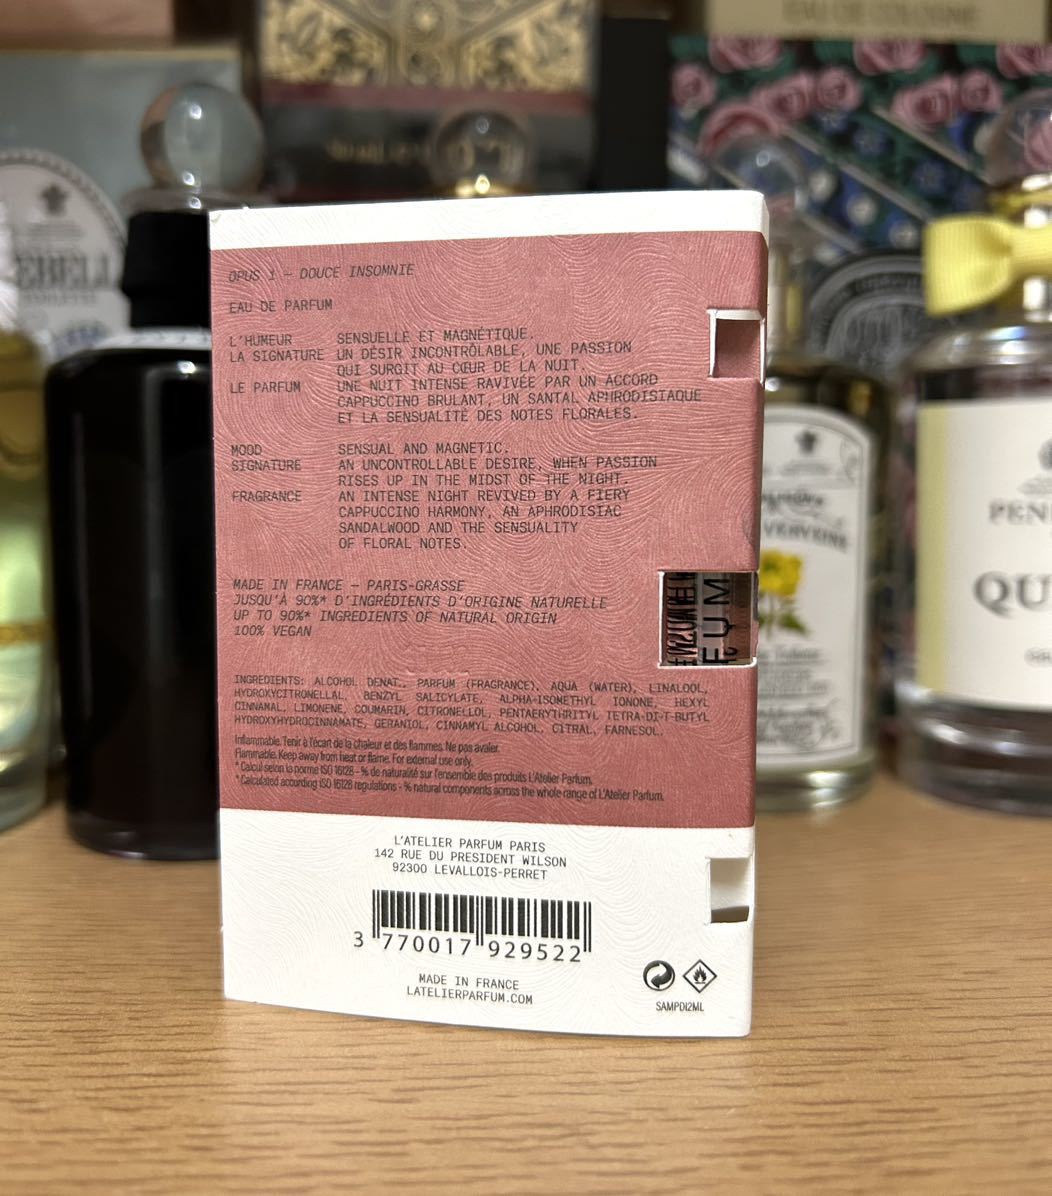 EAU DE COLOGNE
OPUS 1 – DOUCE INSOMNIE
EAU DE PARFUM
L'HUMEUR SENSUELLE ET MAGNÉTIQUE.
LA SIGNATURE UN DÉSIR INCONTRÔLABLE, UNE PASSION
QUI SURGIT AU CŒUR DE LA NUIT.
LE PARFUM UNE NUIT INTENSE RAVIVÉE PAR UN ACCORD
CAPPUCCINO BRULANT, UN SANTAL APHRODISIAQUE
ET LA SENSUALITÉ DES NOTES FLORALES.
MOOD SENSUAL AND MAGNETIC.
SIGNATURE AN UNCONTROLLABLE DESIRE, WHEN PASSION
RISES UP IN THE MIDST OF THE NIGHT.
FRAGRANCE AN INTENSE NIGHT REVIVED BY A FIERY
CAPPUCCINO HARMONY, AN APHRODISIAC
SANDALWOOD AND THE SENSUALITY
OF FLORAL NOTES.
MADE IN FRANCE – PARIS-GRASSE
JUSQU'À 90%* D'INGRÉDIENTS D'ORIGINE NATURELLE
UP TO 90%* INGREDIENTS OF NATURAL ORIGIN
100% VEGAN
INGREDIENTS: ALCOHOL DENAT., PARFUM (FRAGRANCE), AQUA (WATER), LINALOOL,
HYDROXYCITRONELLAL, BENZYL SALICYLATE, ALPHA-ISOMETHYL IONONE, HEXYL
CINNAMAL, LIMONENE, COUMARIN, CITRONELLOL, PENTAERYTHRITYL TETRA-DI-T-BUTYL
HYDROXYHYDROCINNAMATE, GERANIOL, CINNAMYL ALCOHOL, CITRAL, FARNESOL.
Inflammable. Tenir à l'écart de la chaleur et des flammes. Ne pas avaler.
Flammable. Keep away from heat or flame. For external use only.
* Calcul selon la norme ISO 16128 - % de naturalité sur l'ensemble des produits L'Atelier Parfum.
* Calculated according ISO 16128 regulations - % natural components across the whole range of L'Atelier Parfum.
L'ATELIER PARFUM PARIS
142 RUE DU PRESIDENT WILSON
92300 LEVALLOIS-PERRET
3 770017 929522
MADE IN FRANCE
LATELIERPARFUM.COM
SAMPDI2ML
EBELL
VERVEINE
PEN
QU
FUM